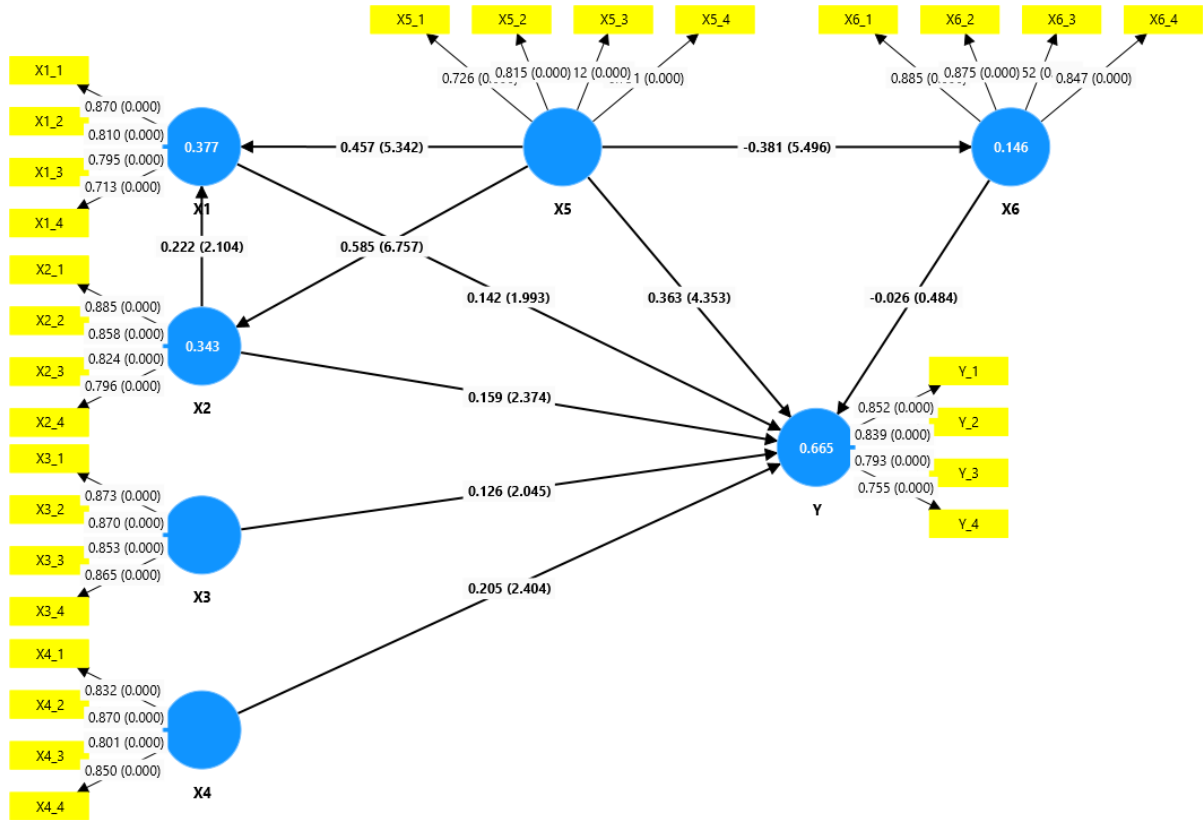 X5_1 X5_2 X5_3 X5_4 X6_1 X6_2 X6_3 X6_4
0.726 0.815 (0.000) (0.000) (0.000) 0.885 0.875 (0.000) 0.847 (0.000)
X1_1
0.870 (0.000)
X1_2
0.810 (0.000)
X1_3
0.795 (0.000)
0.713 (0.000)
X1_4
0.377
X1
0.457 (5.342)
X5
-0.381 (5.496)
0.146
X6
0.222 (2.104)
0.585 (6.757)
0.142 (1.993)
0.363 (4.353)
-0.026 (0.484)
X2_1
0.885 (0.000)
X2_2
0.858 (0.000)
X2_3
0.824 (0.000)
0.796 (0.000)
X2_4
0.343
X2
0.159 (2.374)
Y_1
0.852 (0.000)
Y_2
0.839 (0.000)
0.793 (0.000)
Y_3
0.755 (0.000)
Y_4
0.665
Y
X3_1
0.873 (0.000)
X3_2
0.870 (0.000)
X3_3
0.853 (0.000)
0.865 (0.000)
X3_4
X3
0.126 (2.045)
0.205 (2.404)
X4_1
0.832 (0.000)
X4_2
0.870 (0.000)
X4_3
0.801 (0.000)
0.850 (0.000)
X4_4
X4